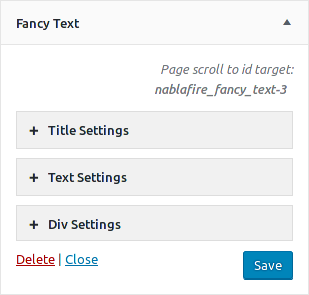 Fancy Text
Page scroll to id target:
nablafire_fancy_text-3
+ Title Settings
+ Text Settings
+ Div Settings
Delete | Close
Save